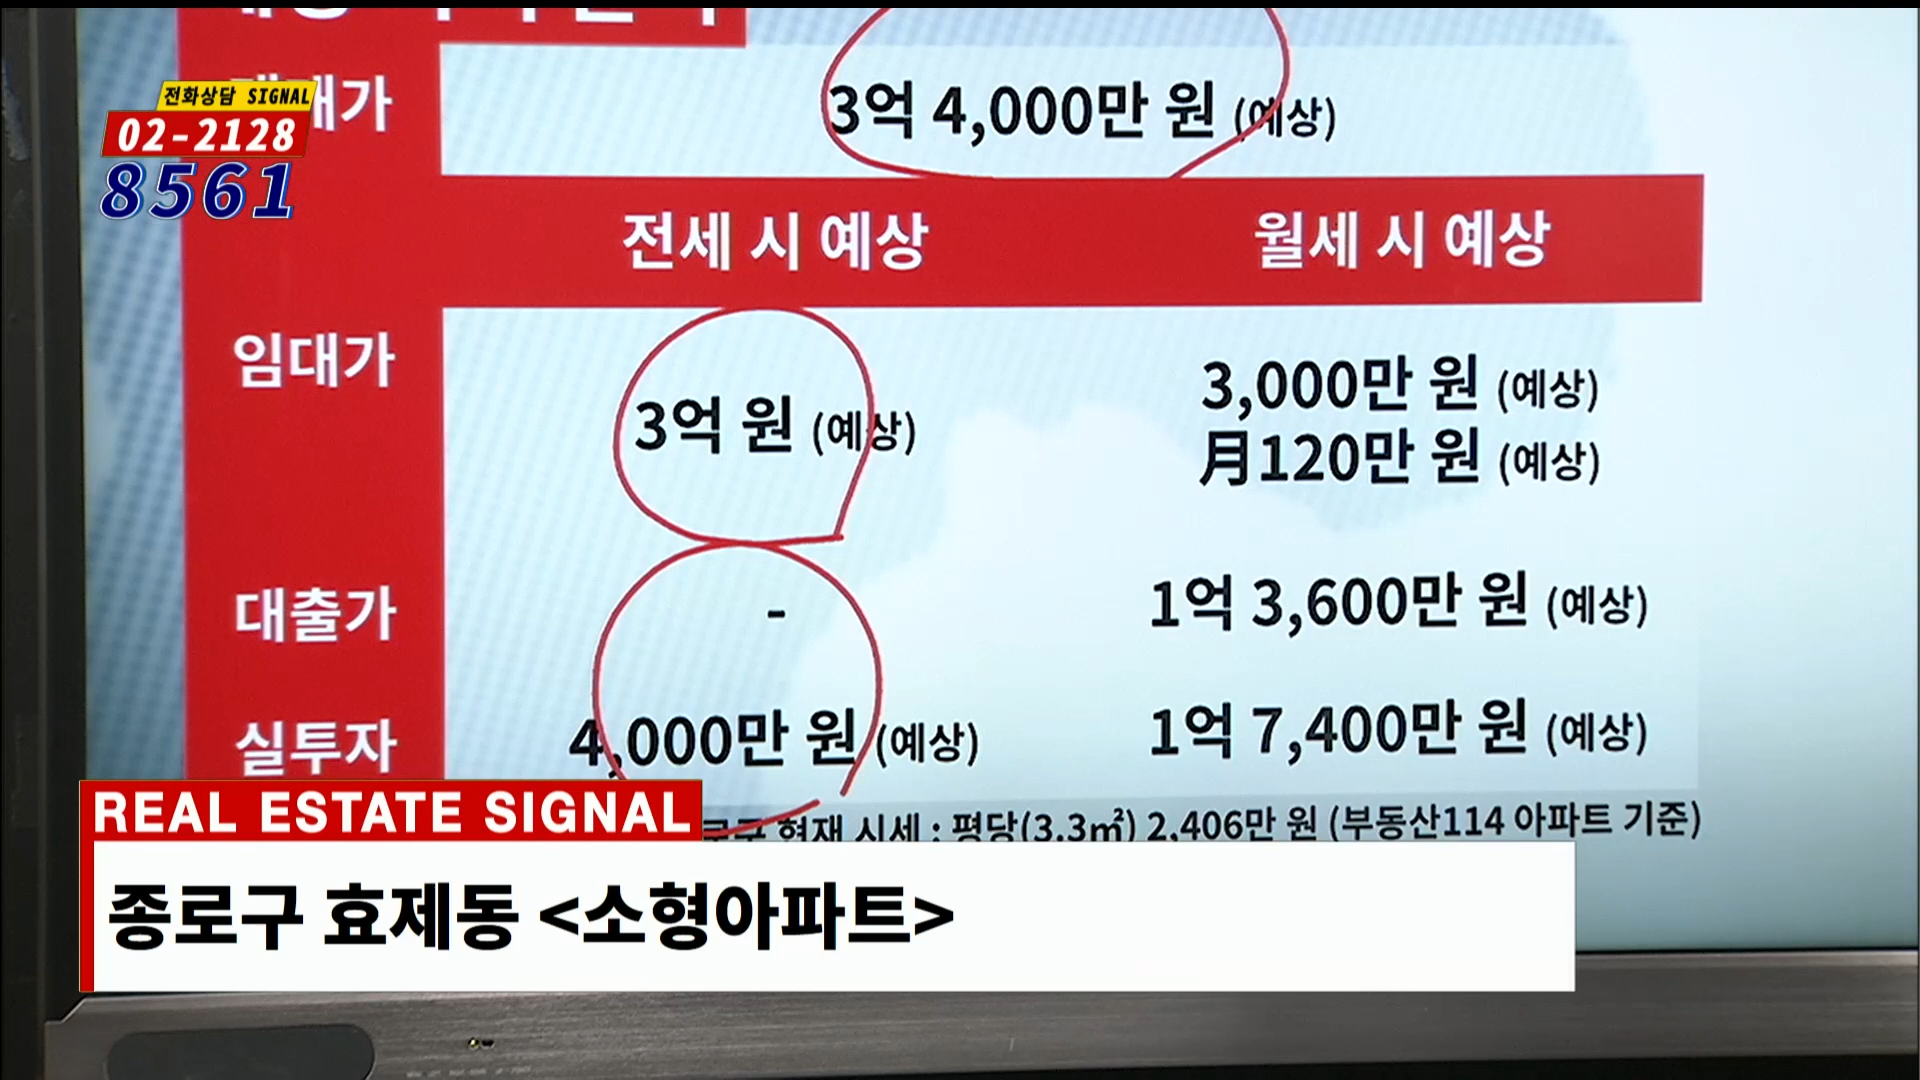 전화상담 SIGNAL
02-2128
8561
3억 4,000만 원 (예상)
전세 시 예상 월세 시 예상
임대가
3억 원 (예상)
3,000만 원 (예상)
月120만 원 (예상)
대출가 - 1억 3,600만 원 (예상)
실투자 4,000만 원 (예상) 1억 7,400만 원 (예상)
현재 시세 : 평당(3.3㎡) 2,406만 원 (부동산114 아파트 기준)
REAL ESTATE SIGNAL
종로구 효제동 <소형아파트>